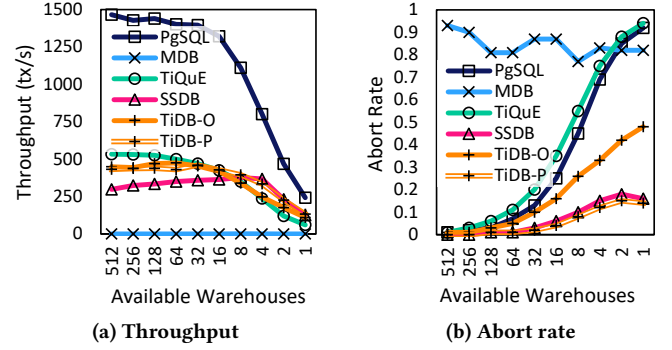 Throughput (tx/s)
1500
1250
1000
750
500
250
0
PgSQL
MDB
TiQuE
SSDB
TiDB-O
TiDB-P
512
256
128
64
32
16
8
4
2
1
Available Warehouses
(a) Throughput
Abort Rate
1
0.9
0.8
0.7
0.6
0.5
0.4
0.3
0.2
0.1
0
PgSQL
MDB
TiQuE
SSDB
TiDB-O
TiDB-P
512
256
128
64
32
16
8
4
2
1
Available Warehouses
(b) Abort rate